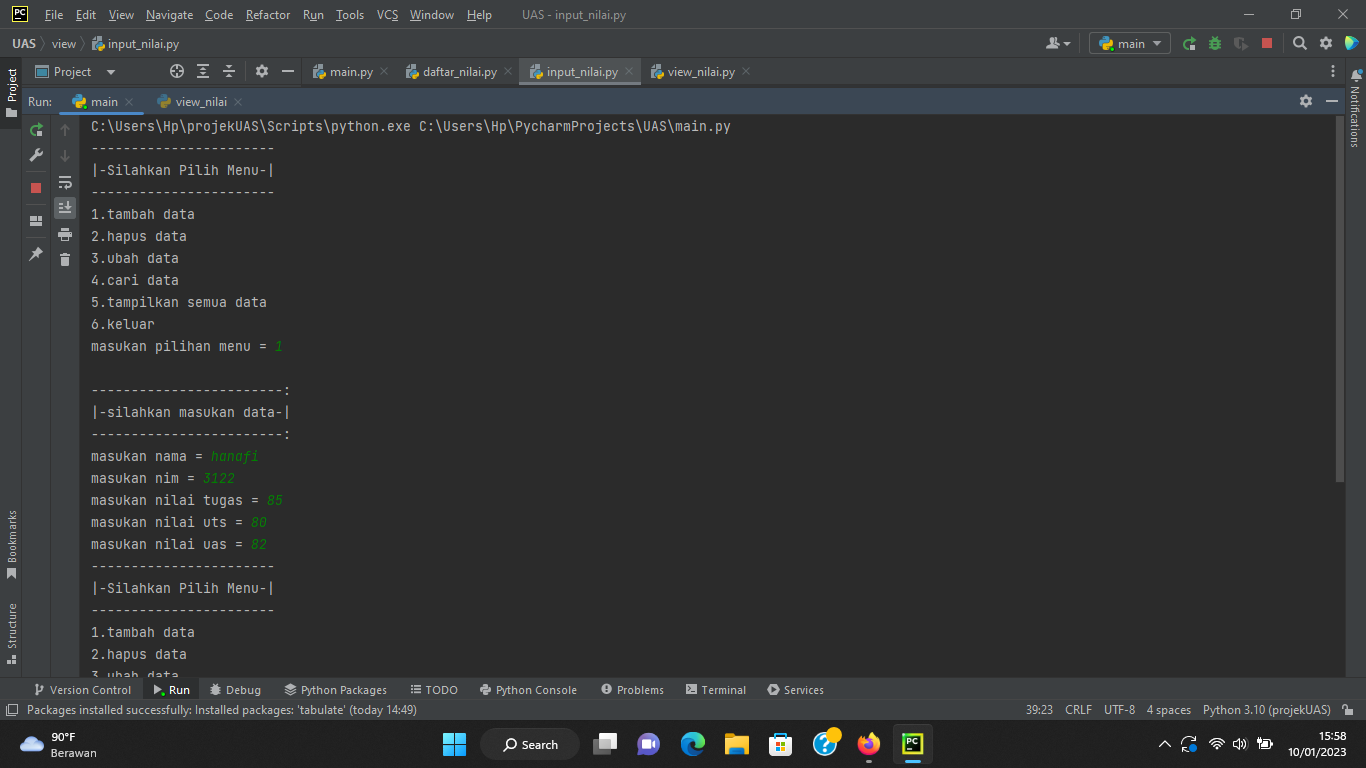 PC File Edit View Navigate Code Refactor Run Tools VCS Window Help UAS - input_nilai.py
UAS view input_nilai.py main
Project main.py daftar_nilai.py input_nilai.py view_nilai.py
Project
Notifications
Run: main view_nilai
C:\Users\Hp\projekUAS\Scripts\python.exe C:\Users\Hp\PycharmProjects\UAS\main.py
-----------------------
|-Silahkan Pilih Menu-|
-----------------------
1.tambah data
2.hapus data
3.ubah data
4.cari data
5.tampilkan semua data
6.keluar
masukan pilihan menu = 1
------------------------:
|-silahkan masukan data-|
------------------------:
masukan nama = hanafi
masukan nim = 3122
masukan nilai tugas = 85
masukan nilai uts = 80
masukan nilai uas = 82
-----------------------
|-Silahkan Pilih Menu-|
-----------------------
1.tambah data
2.hapus data
3.ubah data
Bookmarks
Structure
Version Control Run Debug Python Packages TODO Python Console Problems Terminal Services
Packages installed successfully: Installed packages: 'tabulate' (today 14:49) 39:23 CRLF UTF-8 4 spaces Python 3.10 (projekUAS)
90°F
Berawan
Search
PC
15:58
10/01/2023